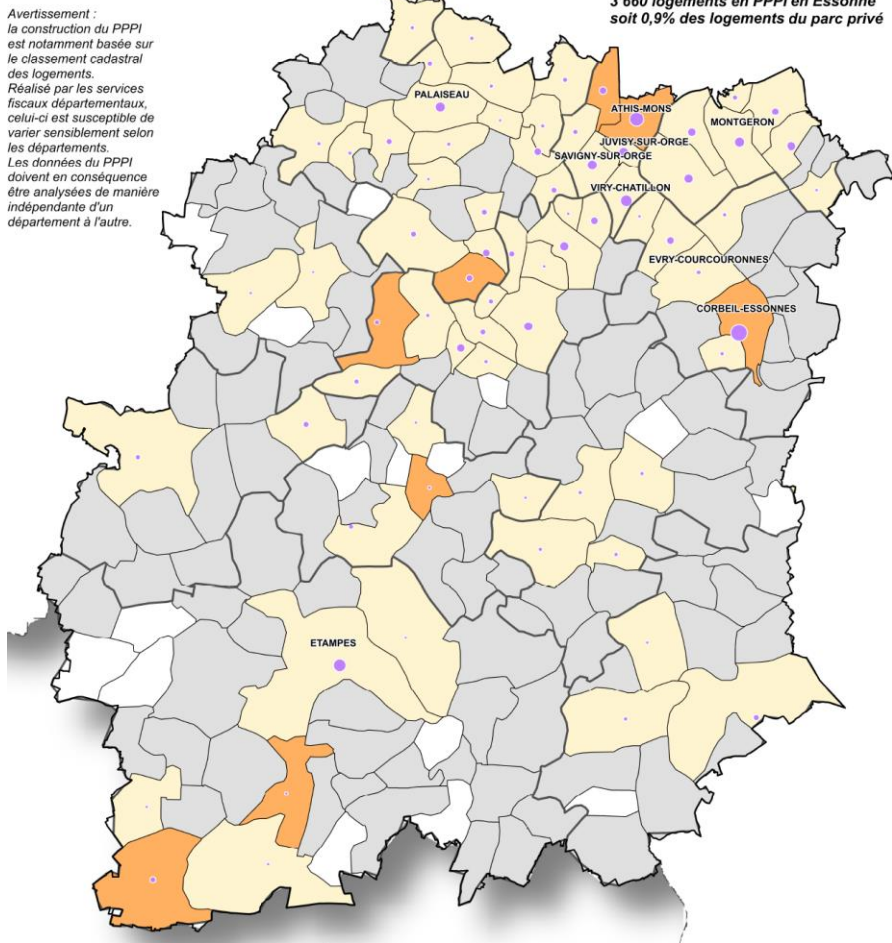 Avertissement :
la construction du PPPI
est notamment basée sur
le classement cadastral
des logements.
Réalisé par les services
fiscaux départementaux,
celui-ci est susceptible de
varier sensiblement selon
les départements.
Les données du PPPI
doivent en conséquence
être analysées de manière
indépendante d'un
département à l'autre.
3 660 logements en PPPI en Essonne
soit 0,9% des logements du parc privé
PALAISEAU
ATHIS-MONS
MONTGERON
JUVISY-SUR-ORGE
SAVIGNY-SUR-ORGE
VIRY-CHATILLON
EVRY-COURCOURONNES
CORBEIL-ESSONNES
ETAMPES